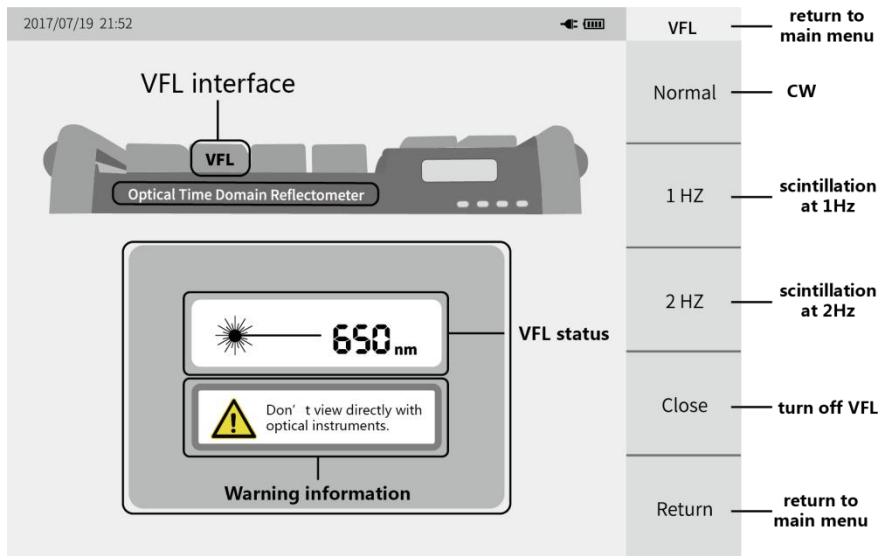 2017/07/19 21:52
VFL
return to
main menu
VFL interface
VFL
Optical Time Domain Reflectometer
Normal
CW
1 HZ
scintillation
at 1Hz
2 HZ
scintillation
at 2Hz
650nm
VFL status
Don’t view directly with
optical instruments.
Warning information
Close
turn off VFL
Return
return to
main menu